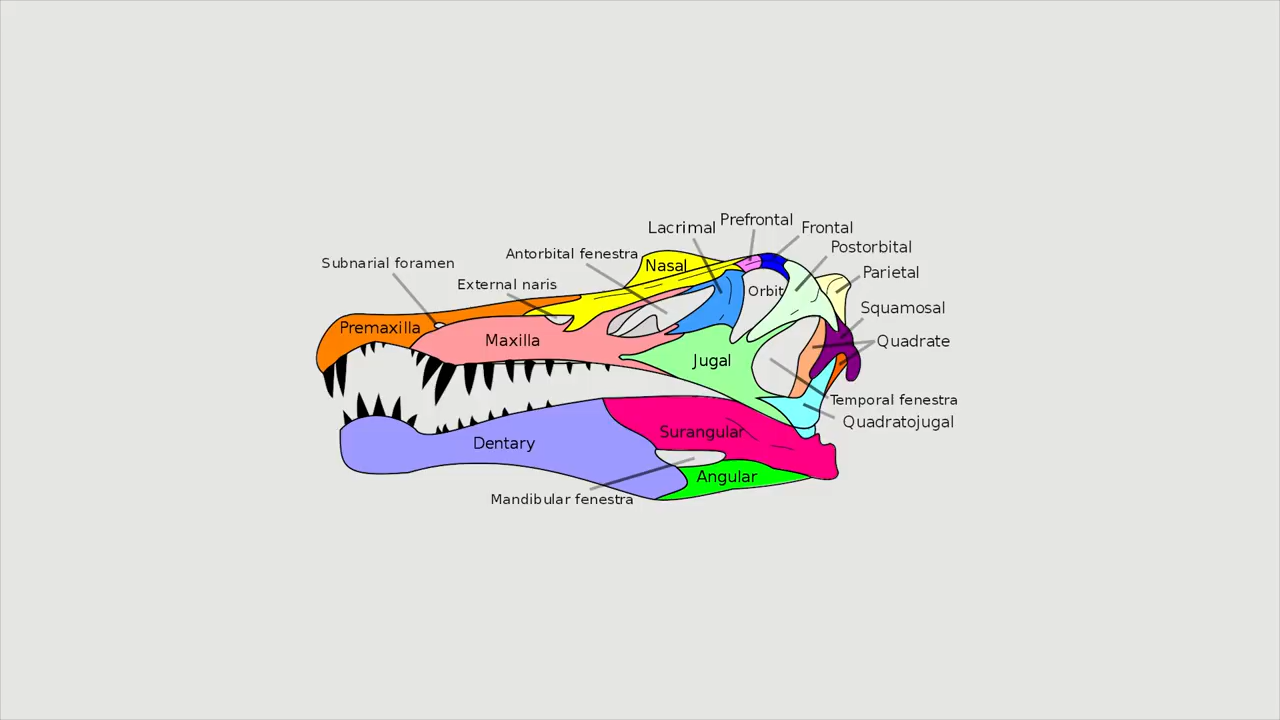 Prefrontal
Lacrimal
Frontal
Postorbital
Antorbital fenestra
Subnarial foramen
Nasal
Parietal
External naris
Orbit
Squamosal
Premaxilla
Maxilla
Quadrate
Jugal
Temporal fenestra
Quadratojugal
Surangular
Dentary
Angular
Mandibular fenestra